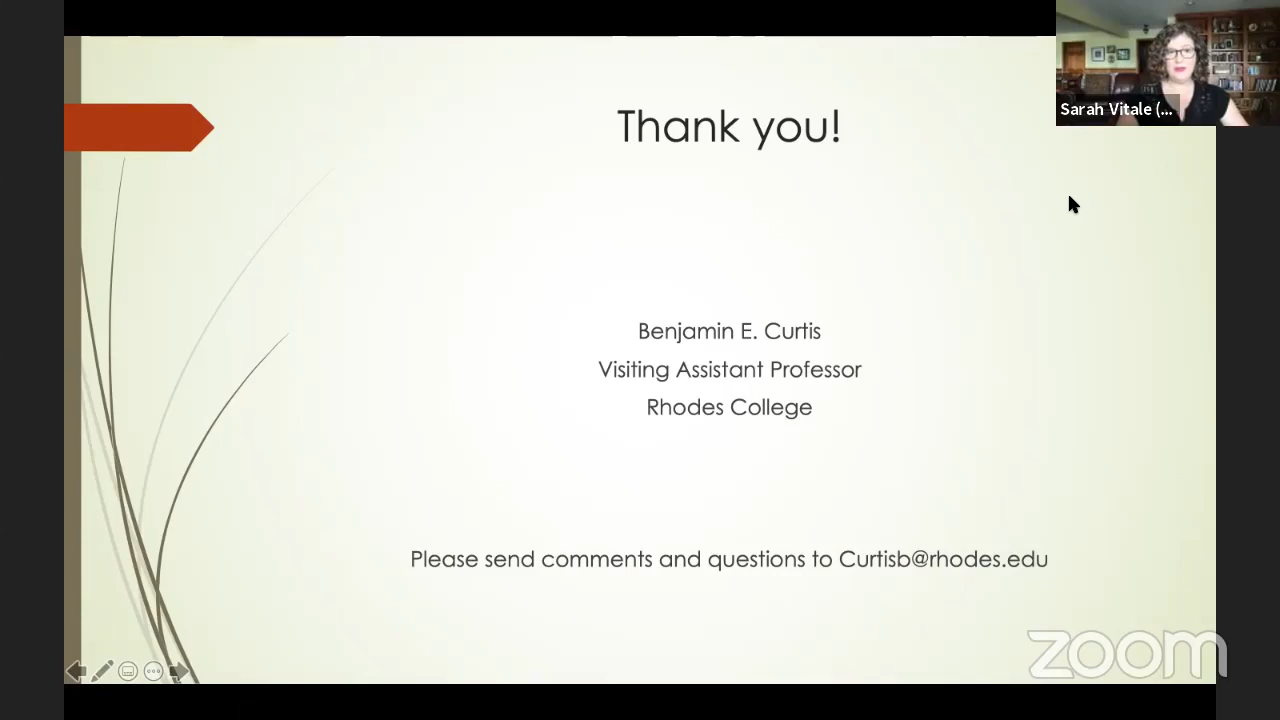 Thank you!
Sarah Vitale (...
Benjamin E. Curtis
Visiting Assistant Professor
Rhodes College
Please send comments and questions to Curtisb@rhodes.edu
zoom